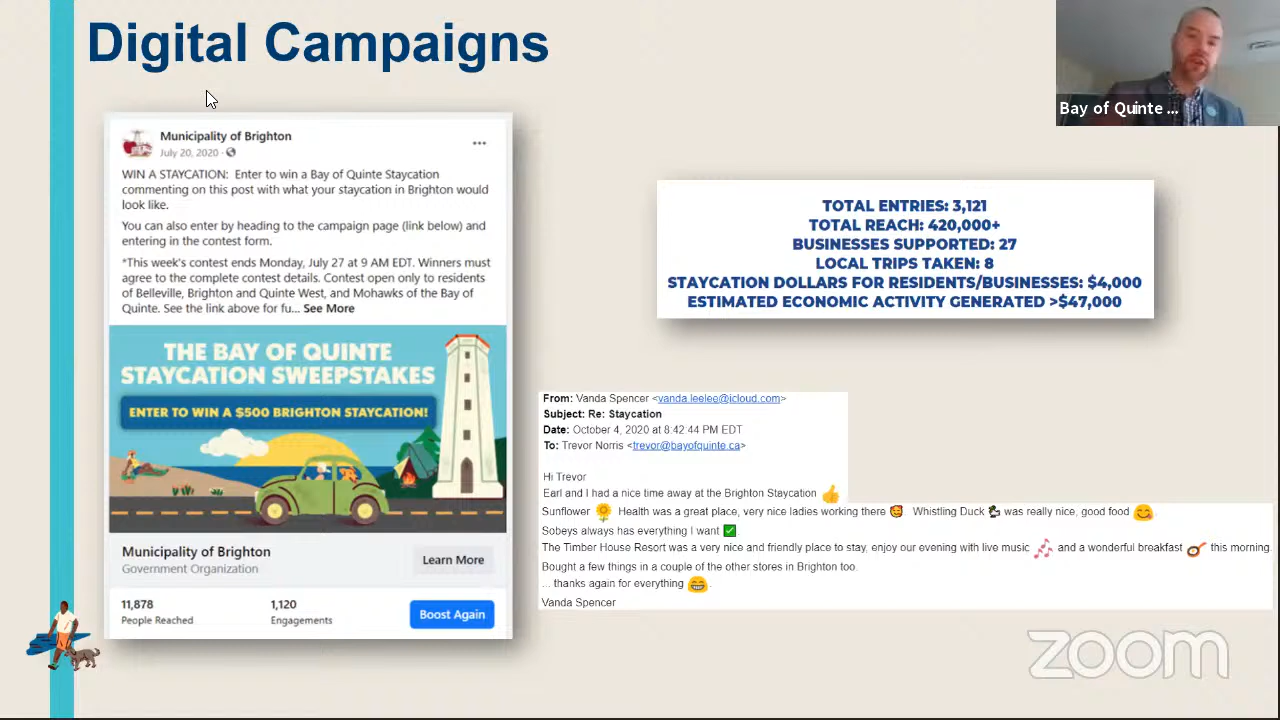 Digital Campaigns
Bay of Quinte ...
Municipality of Brighton
July 20, 2020 ·
WIN A STAYCATION: Enter to win a Bay of Quinte Staycation
commenting on this post with what your staycation in Brighton would
look like.
You can also enter by heading to the campaign page (link below) and
entering in the contest form.
*This week's contest ends Monday, July 27 at 9 AM EDT. Winners must
agree to the complete contest details. Contest open only to residents
of Belleville, Brighton and Quinte West, and Mohawks of the Bay of
Quinte. See the link above for fu... See More
THE BAY OF QUINTE
STAYCATION SWEEPSTAKES
ENTER TO WIN A $500 BRIGHTON STAYCATION!
Municipality of Brighton
Government Organization
Learn More
11,878
People Reached
1,120
Engagements
Boost Again
TOTAL ENTRIES: 3,121
TOTAL REACH: 420,000+
BUSINESSES SUPPORTED: 27
LOCAL TRIPS TAKEN: 8
STAYCATION DOLLARS FOR RESIDENTS/BUSINESSES: $4,000
ESTIMATED ECONOMIC ACTIVITY GENERATED >$47,000
From: Vanda Spencer <vanda.leelee@icloud.com>
Subject: Re: Staycation
Date: October 4, 2020 at 8:42:44 PM EDT
To: Trevor Norris <trevor@bayofquinte.ca>
Hi Trevor
Earl and I had a nice time away at the Brighton Staycation 👍
Sunflower 🌻 Health was a great place, very nice ladies working there 🥰 Whistling Duck 🦆 was really nice, good food 😋
Sobeys always has everything I want ✅
The Timber House Resort was a very nice and friendly place to stay, enjoy our evening with live music 🎶 and a wonderful breakfast 🍳 this morning.
Bought a few things in a couple of the other stores in Brighton too.
... thanks again for everything 😁.
Vanda Spencer
zoom